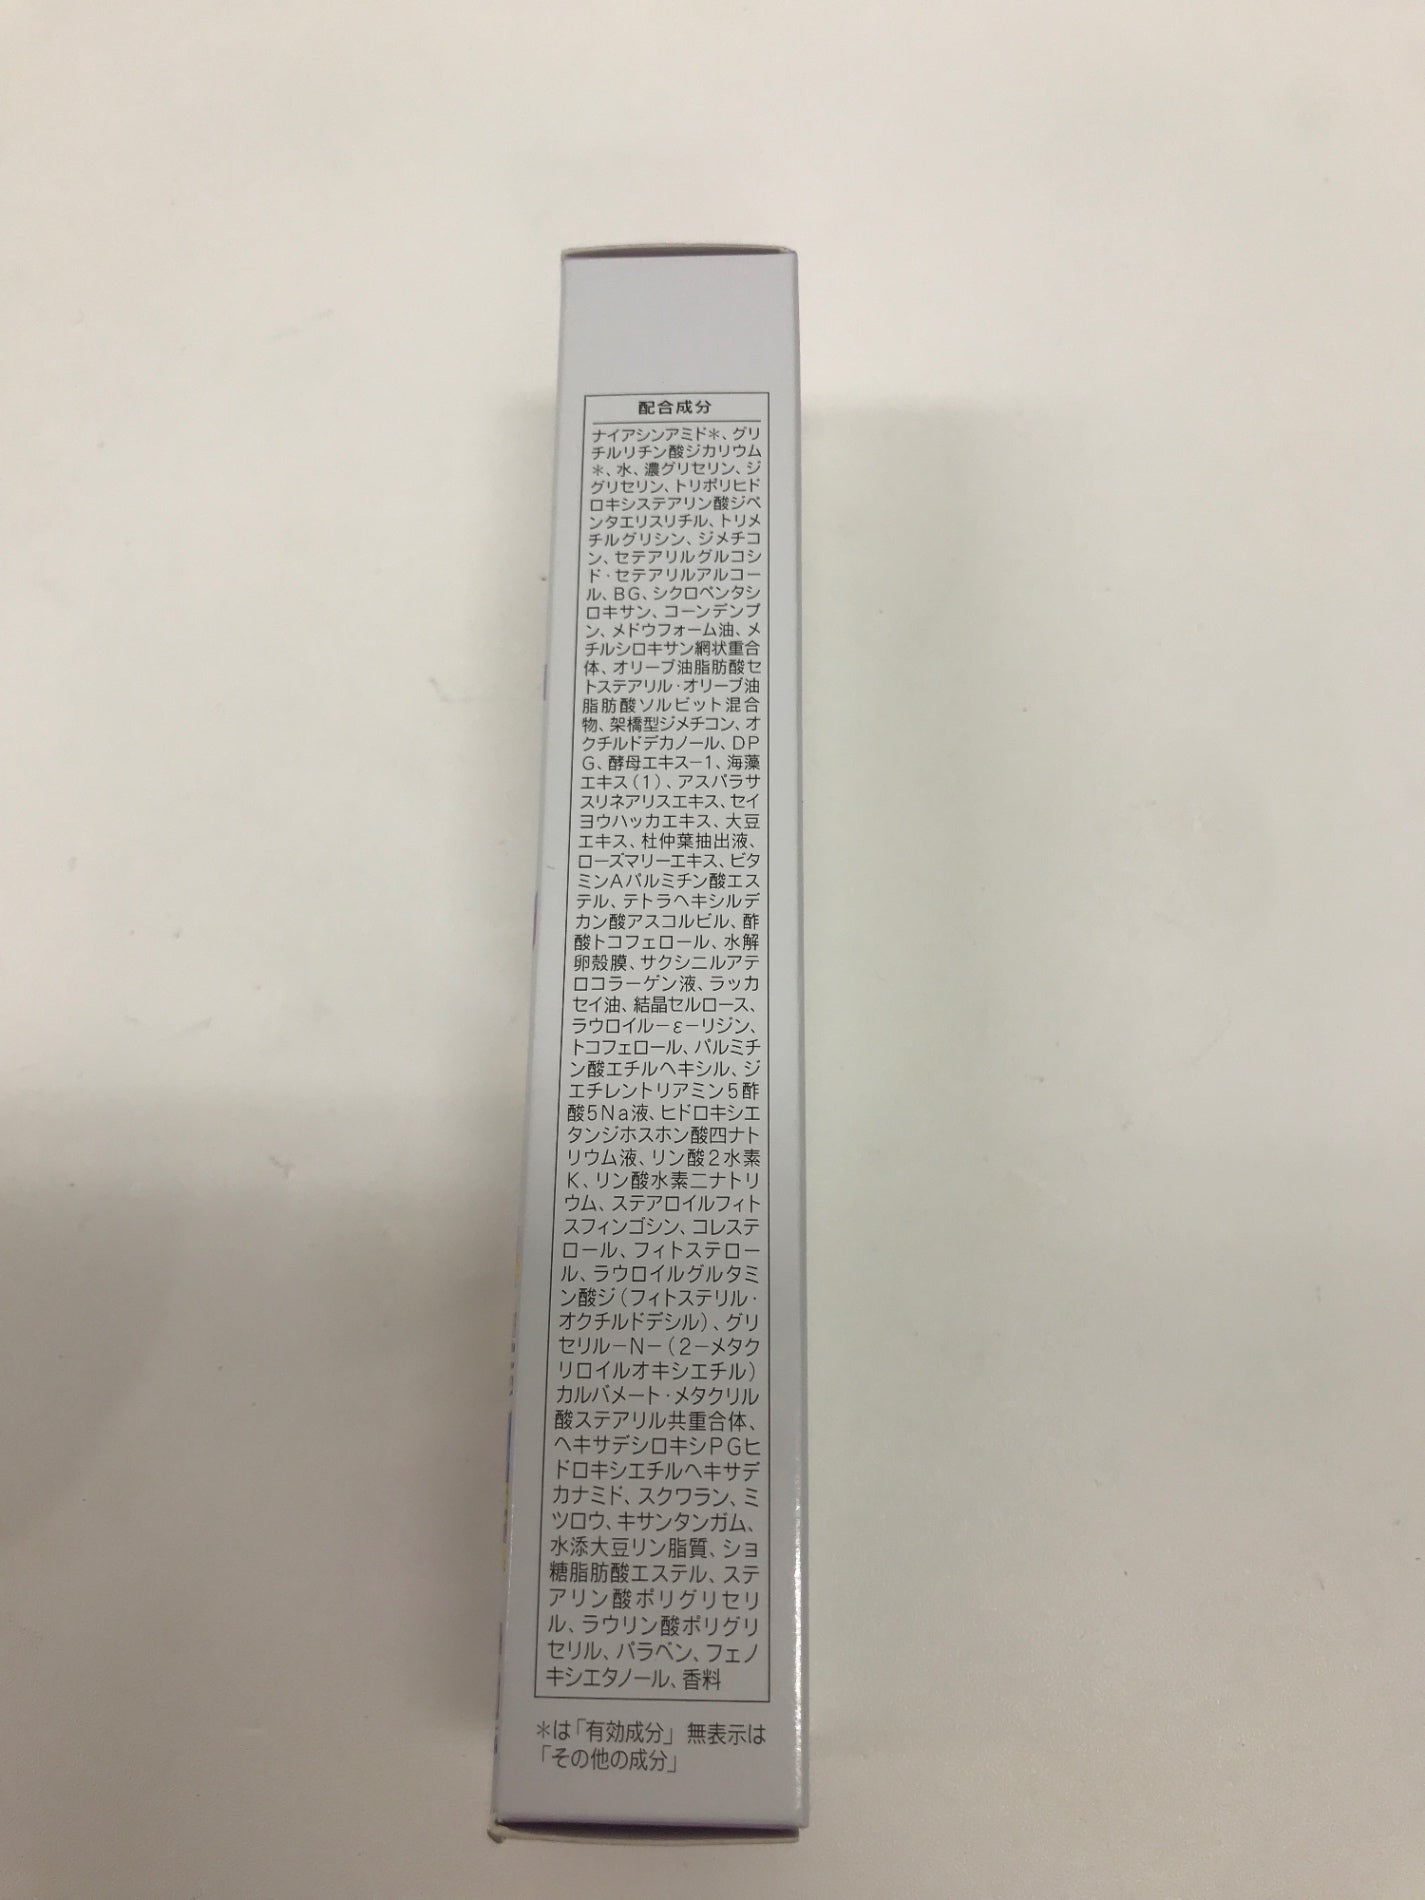 配合成分
ナイアシンアミド＊、グリ
チルリチン酸ジカリウム
＊、水、濃グリセリン、ジ
グリセリン、トリポリヒド
ロキシステアリン酸ジペ
ンタエリスリチル、トリメ
チルグリシン、ジメチコ
ン、セテアリルグルコシ
ド・セテアリルアルコー
ル、BG、シクロペンタシ
ロキサン、コーンデンプ
ン、メドウフォーム油、メ
チルシロキサン網状重合
体、オリーブ油脂肪酸セ
トステアリル・オリーブ油
脂肪酸ソルビット混合
物、架橋型ジメチコン、オ
クチルドデカノール、DP
G、酵母エキス－1、海藻
エキス（1）、アスパラサ
スリネアリスエキス、セイ
ヨウハッカエキス、大豆
エキス、杜仲葉抽出液、
ローズマリーエキス、ビタ
ミンAパルミチン酸エス
テル、テトラヘキシルデ
カン酸アスコルビル、酢
酸トコフェロール、水解
卵殻膜、サクシニルアテ
ロコラーゲン液、ラッカ
セイ油、結晶セルロース、
ラウロイル－ε－リジン、
トコフェロール、パルミチ
ン酸エチルヘキシル、ジ
エチレントリアミン5酢
酸5Na液、ヒドロキシエ
タンジホスホン酸四ナト
リウム液、リン酸2水素
K、リン酸水素二ナトリ
ウム、ステアロイルフィト
スフィンゴシン、コレステ
ロール、フィトステロー
ル、ラウロイルグルタミ
ン酸ジ（フィトステリル・
オクチルドデシル）、グリ
セリル－N－（2－メタク
リロイルオキシエチル）
カルバメート・メタクリル
酸ステアリル共重合体、
ヘキサデシロキシPGヒ
ドロキシエチルヘキサデ
カナミド、スクワラン、ミ
ツロウ、キサンタンガム、
水添大豆リン脂質、ショ
糖脂肪酸エステル、ステ
アリン酸ポリグリセリ
ル、ラウリン酸ポリグリ
セリル、パラベン、フェノ
キシエタノール、香料
＊は「有効成分」 無表示は
「その他の成分」